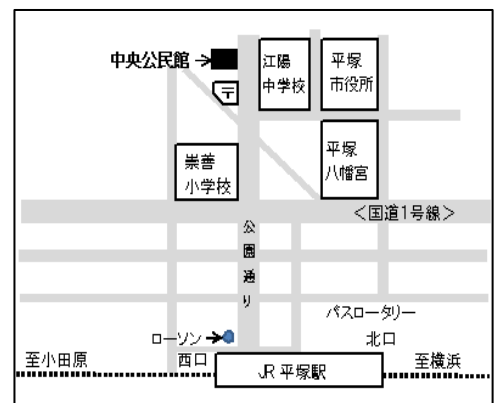 中央公民館→
江陽
中学校
平塚
市役所
〒
崇善
小学校
平塚
八幡宮
<国道1号線>
公園通り
バスロータリー
ローソン→
西口
北口
至小田原
JR 平塚駅
至横浜